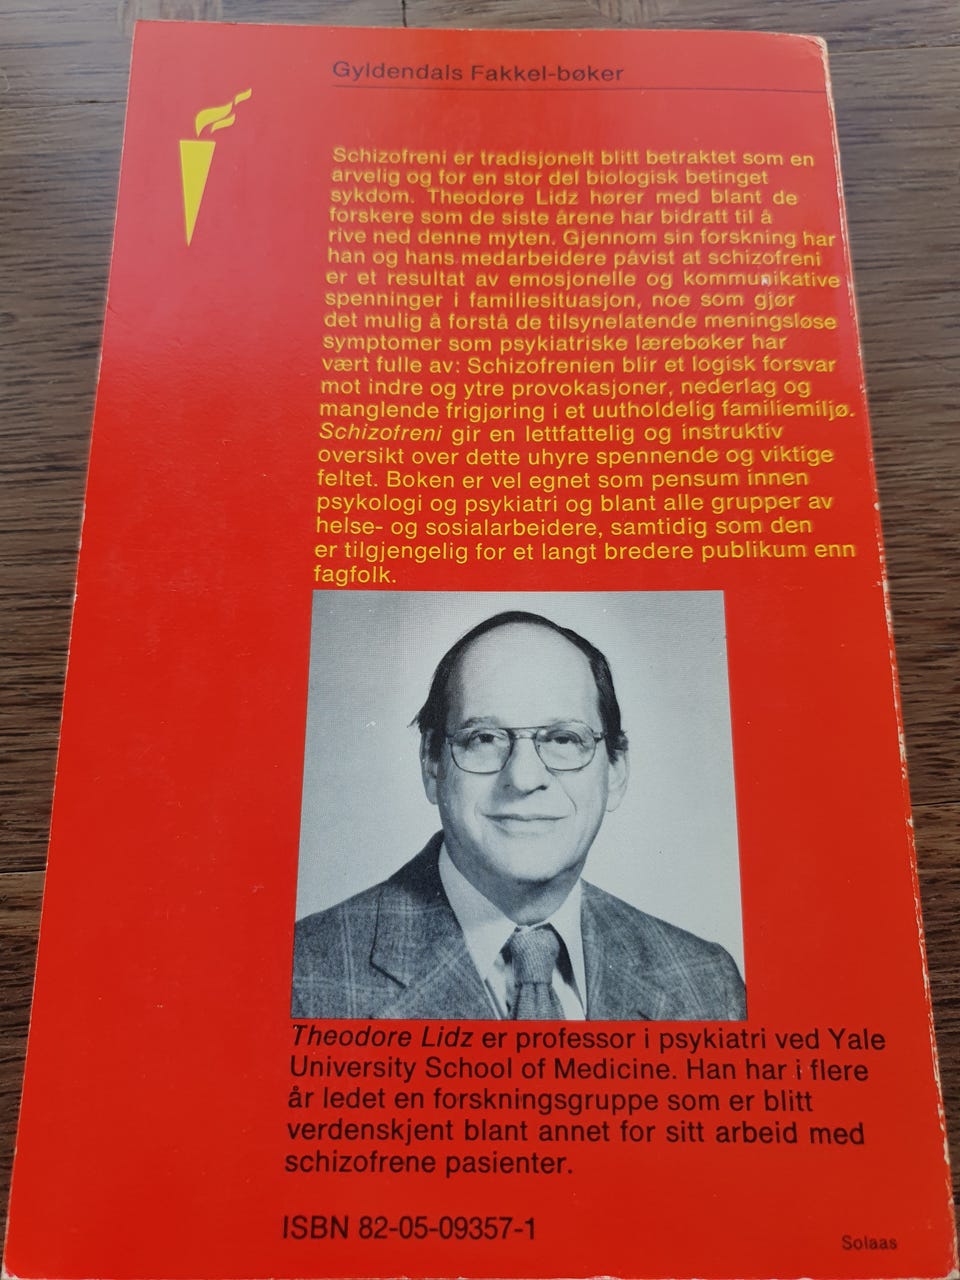 Gyldendals Fakkel-bøker
Schizofreni er tradisjonelt blitt betraktet som en
arvelig og for en stor del biologisk betinget
sykdom. Theodore Lidz hører med blant de
forskere som de siste årene har bidratt til å
rive ned denne myten. Gjennom sin forskning har
han og hans medarbeidere påvist at schizofreni
er et resultat av emosjonelle og kommunikative
spenninger i familiesituasjon, noe som gjør
det mulig å forstå de tilsynelatende meningsløse
symptomer som psykiatriske lærebøker har
vært fulle av: Schizofrenien blir et logisk forsvar
mot indre og ytre provokasjoner, nederlag og
manglende frigjøring i et uutholdelig familiemiljø.
Schizofreni gir en lettfattelig og instruktiv
oversikt over dette uhyre spennende og viktige
feltet. Boken er vel egnet som pensum innen
psykologi og psykiatri og blant alle grupper av
helse- og sosialarbeidere, samtidig som den
er tilgjengelig for et langt bredere publikum enn
fagfolk.
Theodore Lidz er professor i psykiatri ved Yale
University School of Medicine. Han har i flere
år ledet en forskningsgruppe som er blitt
verdenskjent blant annet for sitt arbeid med
schizofrene pasienter.
ISBN 82-05-09357-1
Solaas